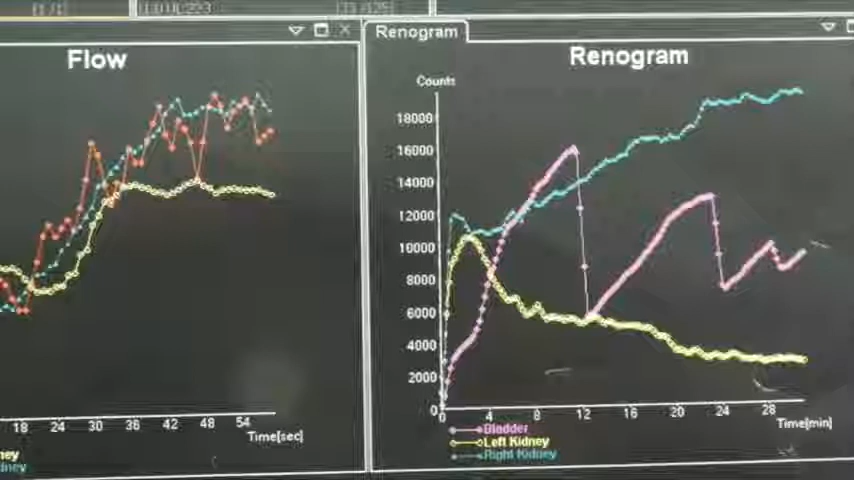 Renogram
Flow
Renogram
Counts
18000
16000
14000
12000
10000
8000
6000
4000
2000
0
0 4 8 12 16 20 24 28
Time[min]
18 24 30 36 42 48 54
Time[sec]
Bladder
Left Kidney
Right Kidney
ney
dney